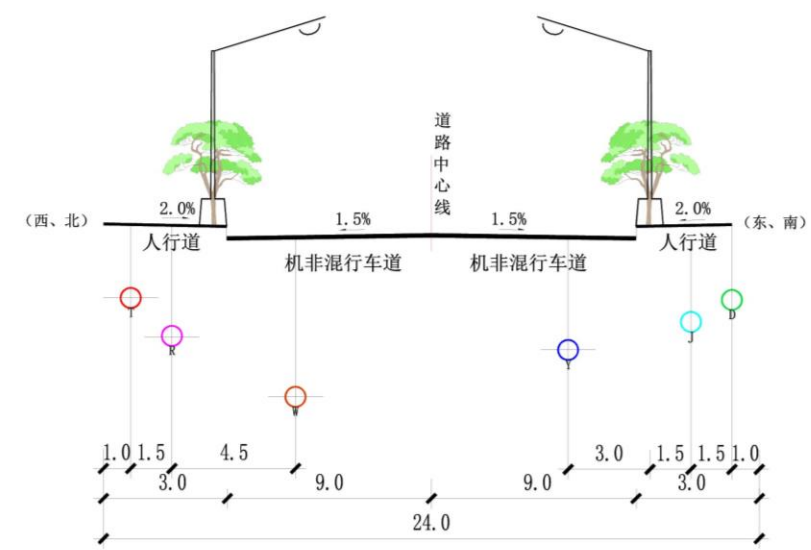 道路中心线
2.0%
1.5%
1.5%
2.0%
(西、北)
(东、南)
人行道
机非混行车道
机非混行车道
人行道
T
R
W
Y
J
D
1.0
1.5
4.5
3.0
1.5
1.5
1.0
3.0
9.0
9.0
3.0
24.0